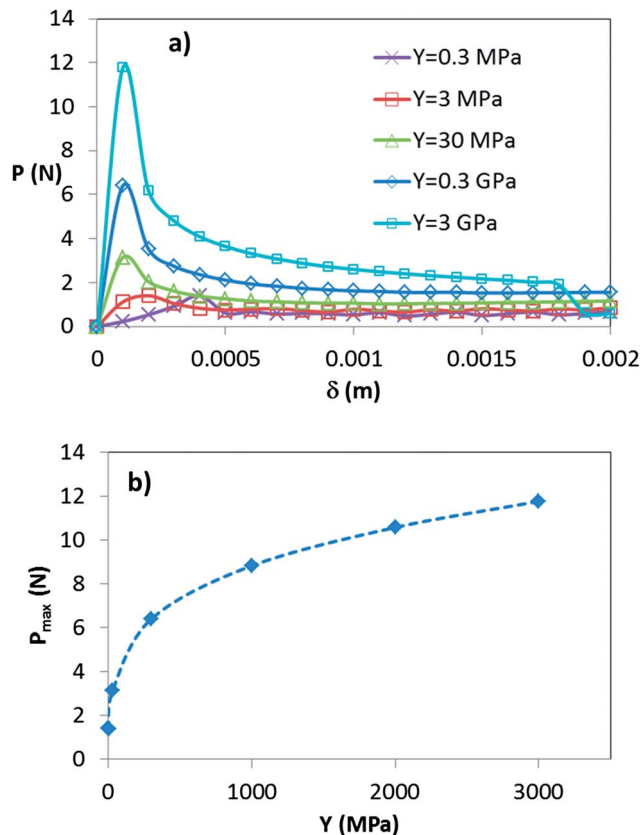 a)
14
12
10
8
6
4
2
0
P (N)
Y=0.3 MPa
Y=3 MPa
Y=30 MPa
Y=0.3 GPa
Y=3 GPa
0 0.0005 0.001 0.0015 0.002
δ (m)
b)
14
12
10
8
6
4
2
0
Pmax (N)
0 1000 2000 3000
Y (MPa)